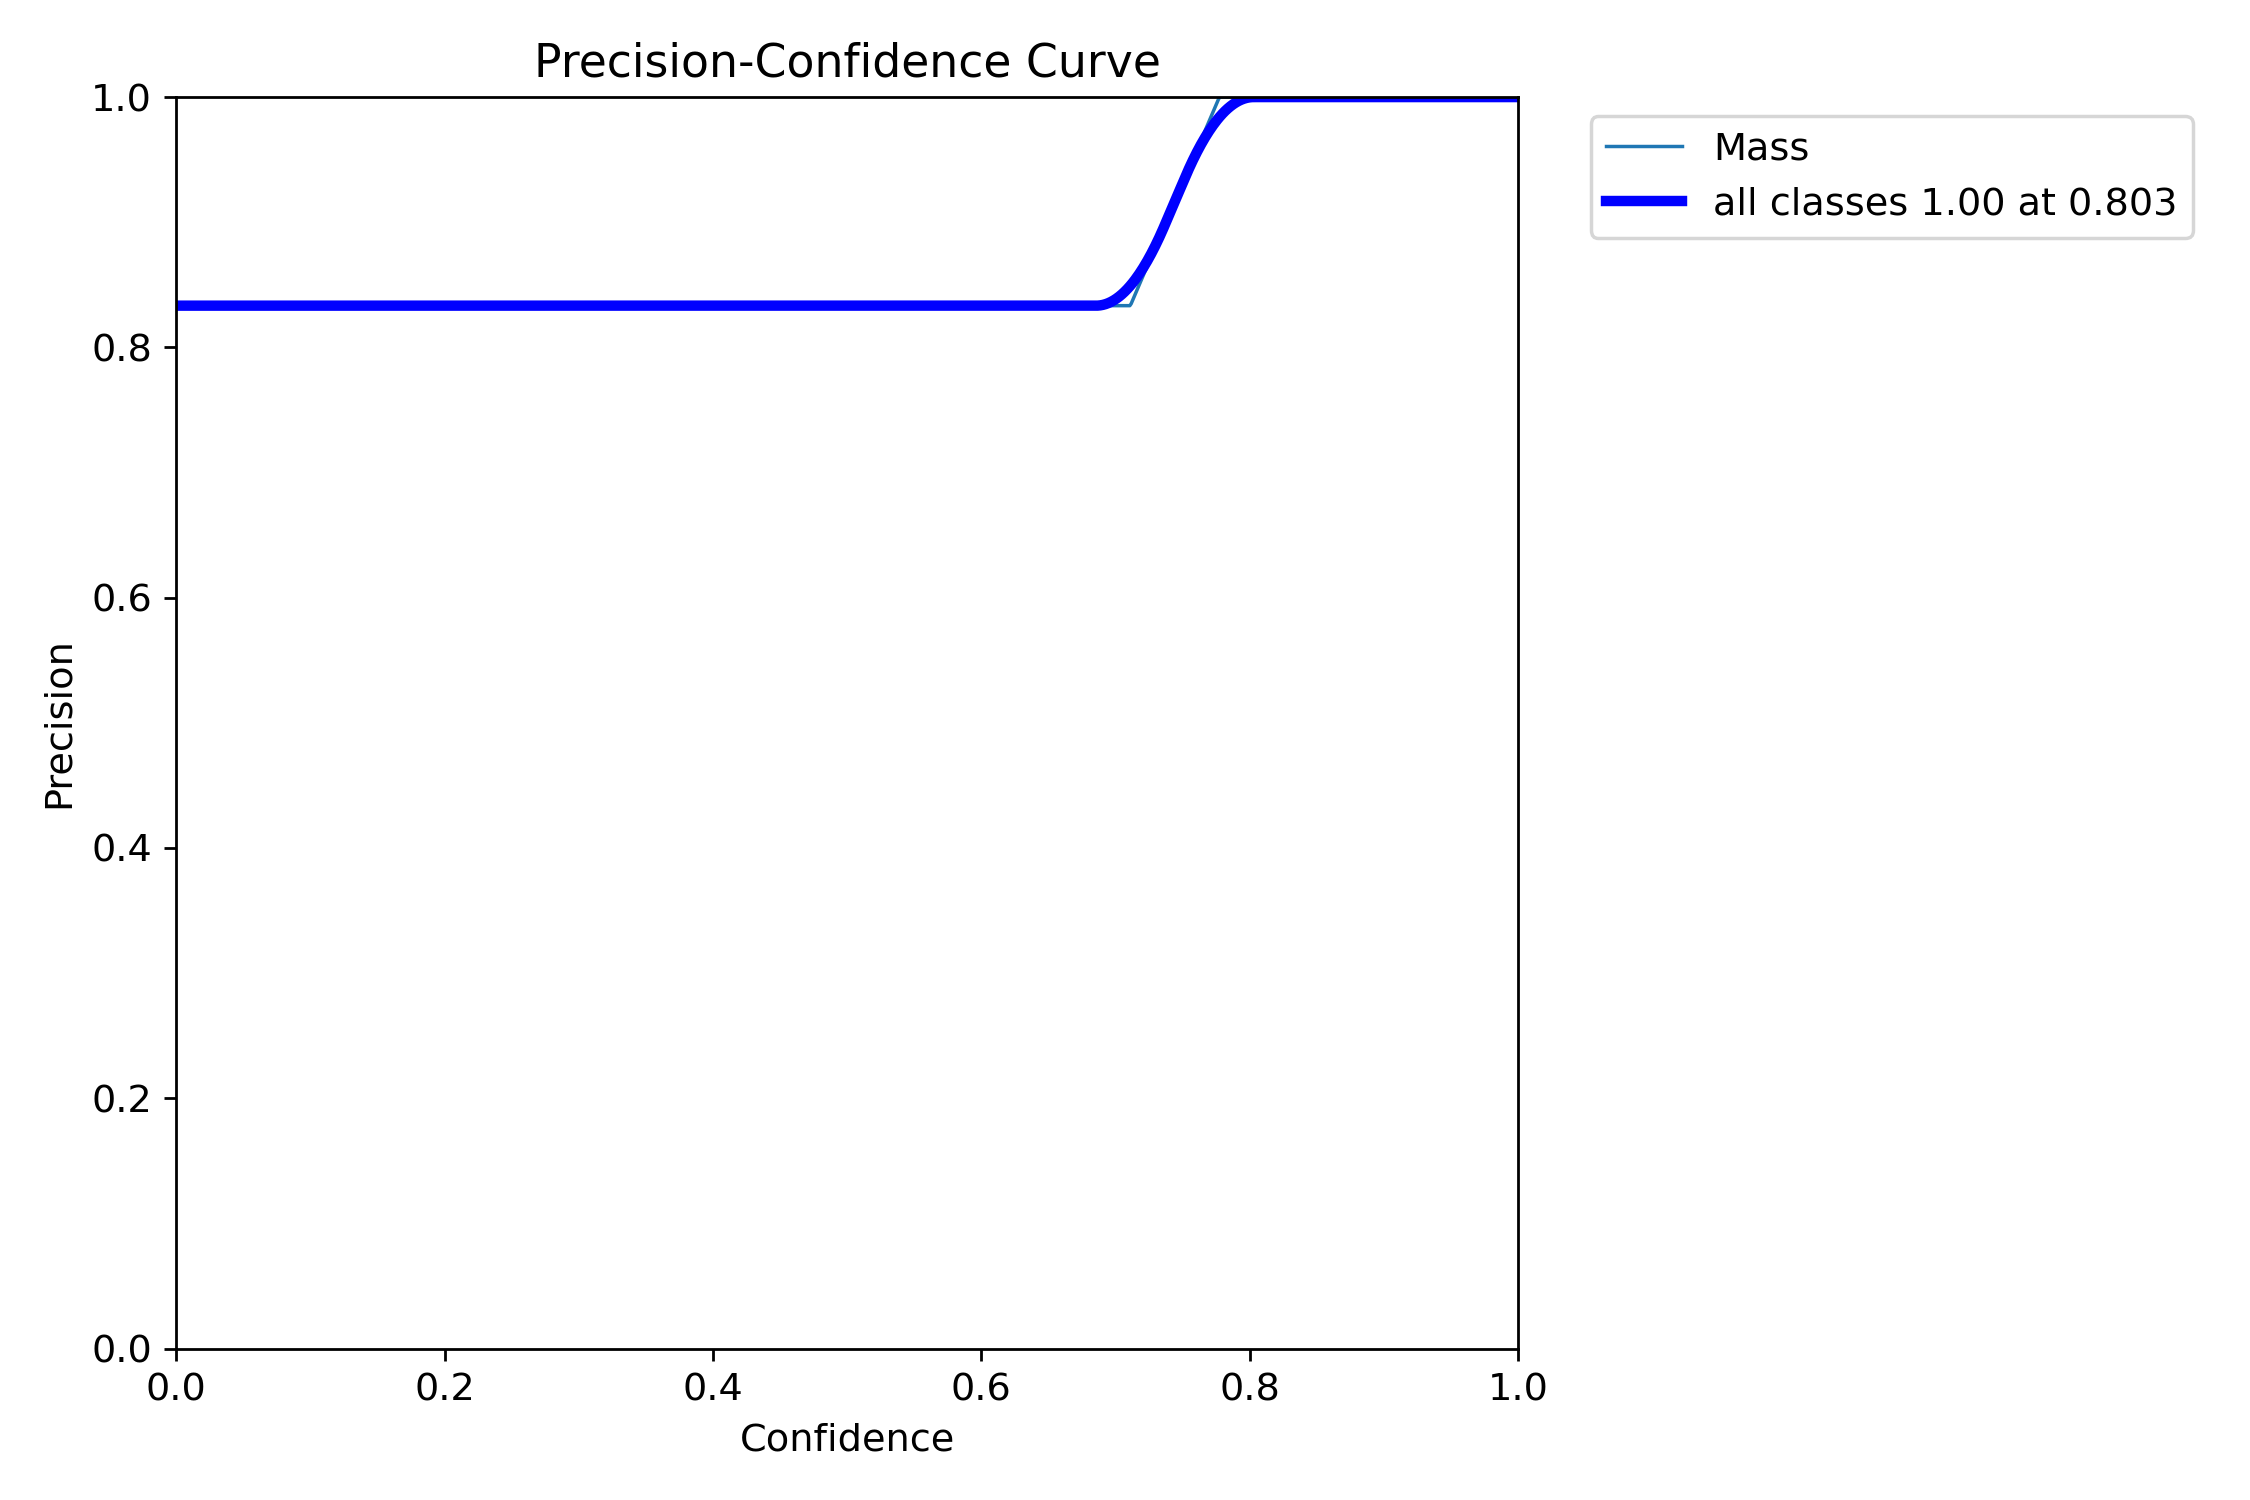 Precision-Confidence Curve
1.0
0.8
0.6
0.4
0.2
0.0
Precision
0.0 0.2 0.4 0.6 0.8 1.0
Confidence
Mass
all classes 1.00 at 0.803